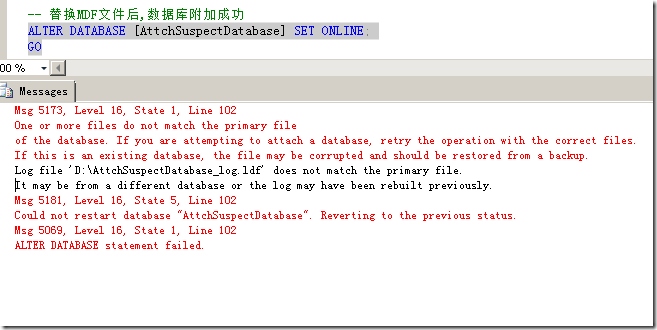 -- 替换MDF文件后,数据库附加成功
ALTER DATABASE [AttchSuspectDatabase] SET ONLINE;
GO
00 %
Messages
Msg 5173, Level 16, State 1, Line 102
One or more files do not match the primary file
of the database. If you are attempting to attach a database, retry the operation with the correct files.
If this is an existing database, the file may be corrupted and should be restored from a backup.
Log file 'D:\AttchSuspectDatabase_log.ldf' does not match the primary file.
It may be from a different database or the log may have been rebuilt previously.
Msg 5181, Level 16, State 5, Line 102
Could not restart database "AttchSuspectDatabase". Reverting to the previous status.
Msg 5069, Level 16, State 1, Line 102
ALTER DATABASE statement failed.